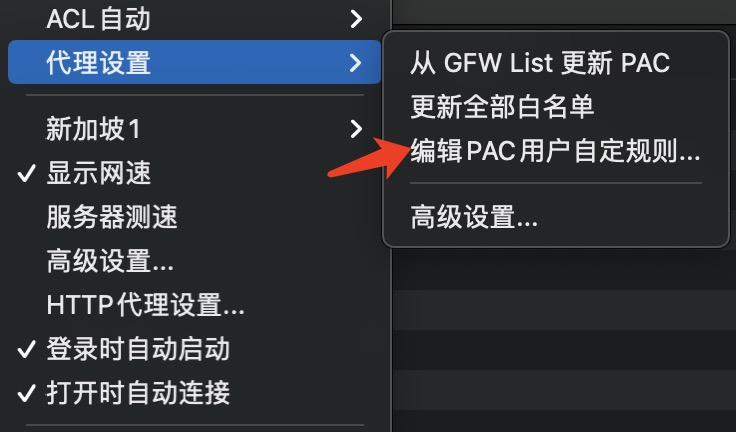 ACL自动
代理设置
新加坡1
显示网速
服务器测速
高级设置...
HTTP代理设置...
登录时自动启动
打开时自动连接
从 GFW List 更新 PAC
更新全部白名单
编辑PAC用户自定规则...
高级设置...